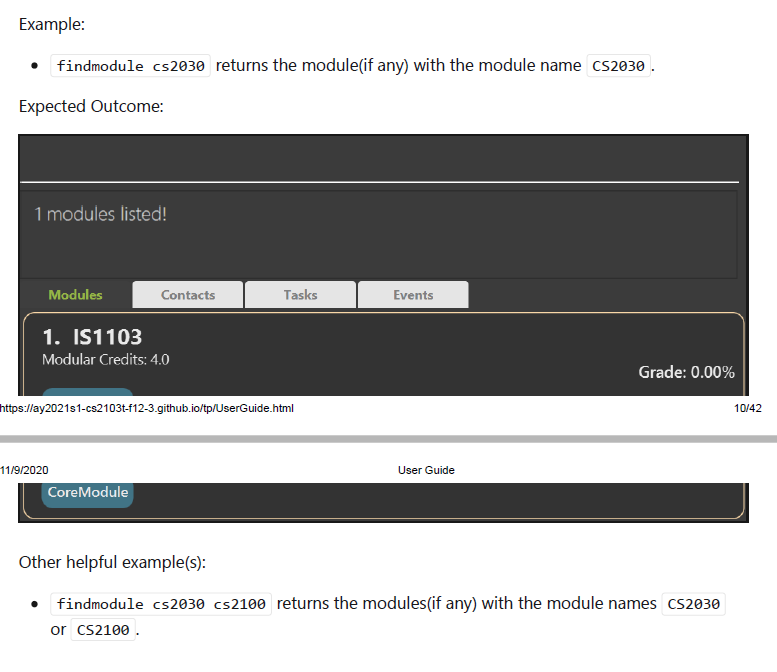 Example:
• findmodule cs2030 returns the module(if any) with the module name CS2030.
Expected Outcome:
1 modules listed!
Modules Contacts Tasks Events
1. IS1103
Modular Credits: 4.0
Grade: 0.00%
https://ay2021s1-cs2103t-f12-3.github.io/tp/UserGuide.html 10/42
11/9/2020 User Guide
CoreModule
Other helpful example(s):
• findmodule cs2030 cs2100 returns the modules(if any) with the module names CS2030
or CS2100.